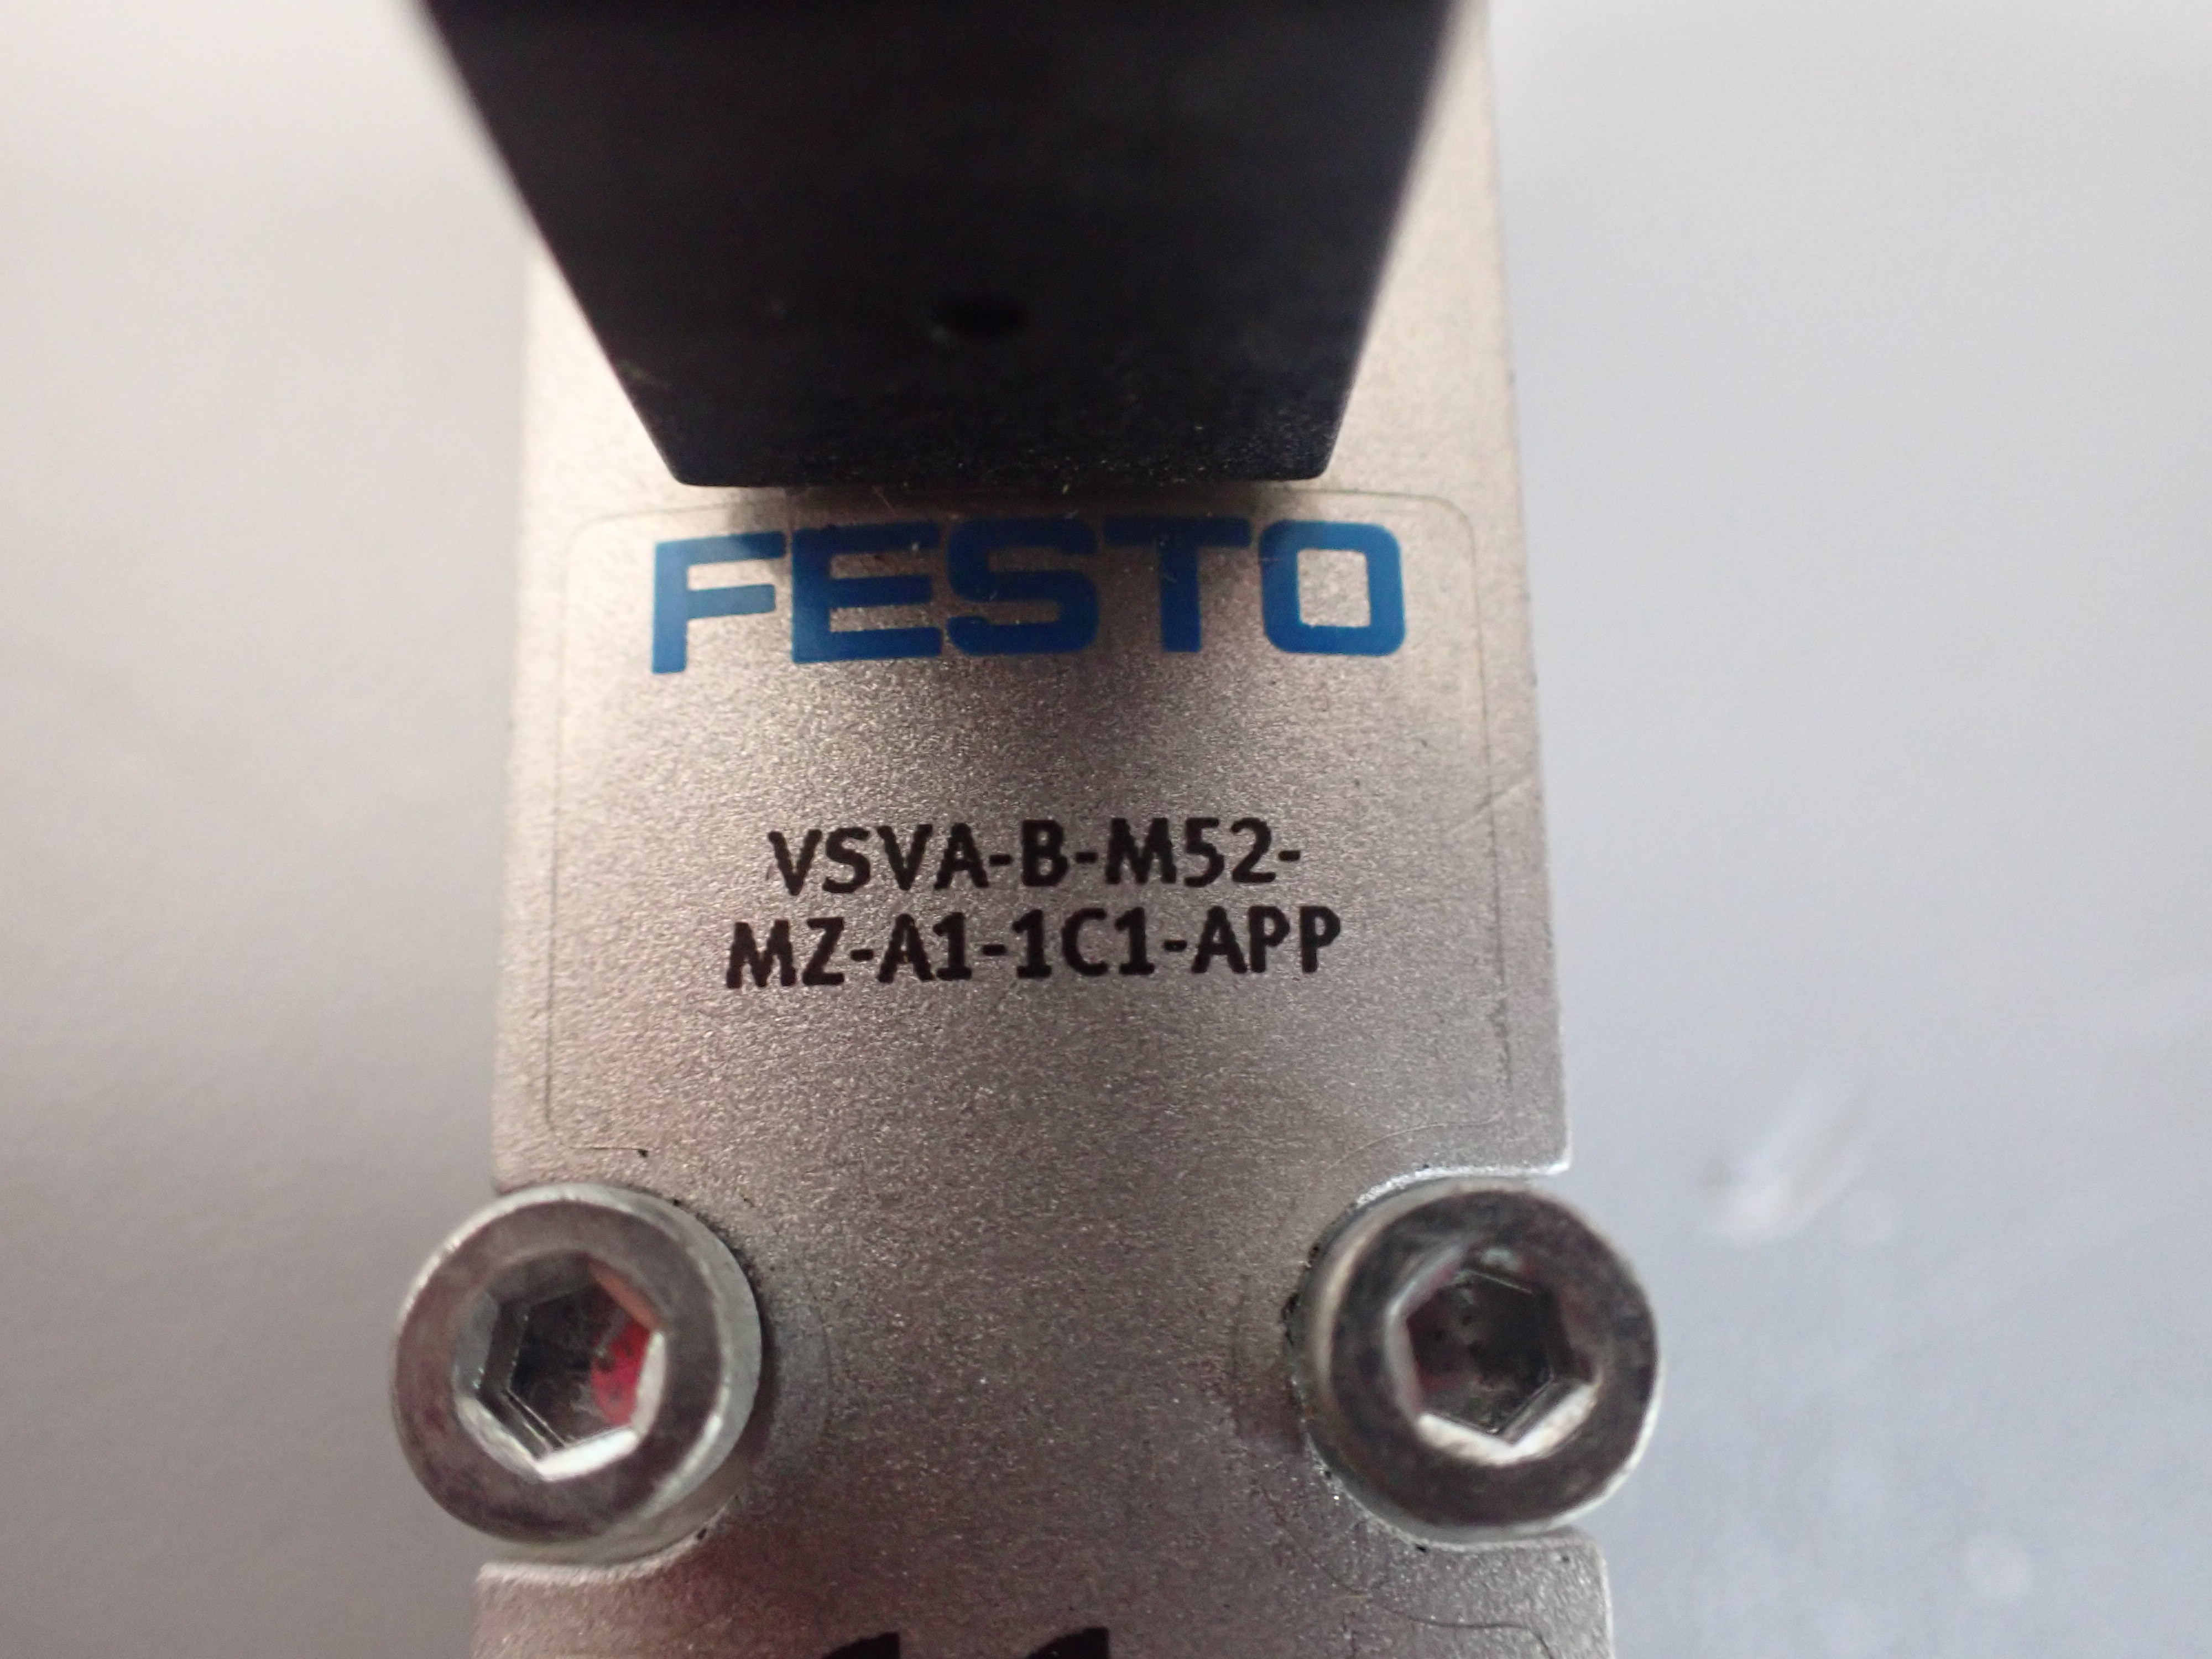 FESTO
VSVA-B-M52-
MZ-A1-1C1-APP